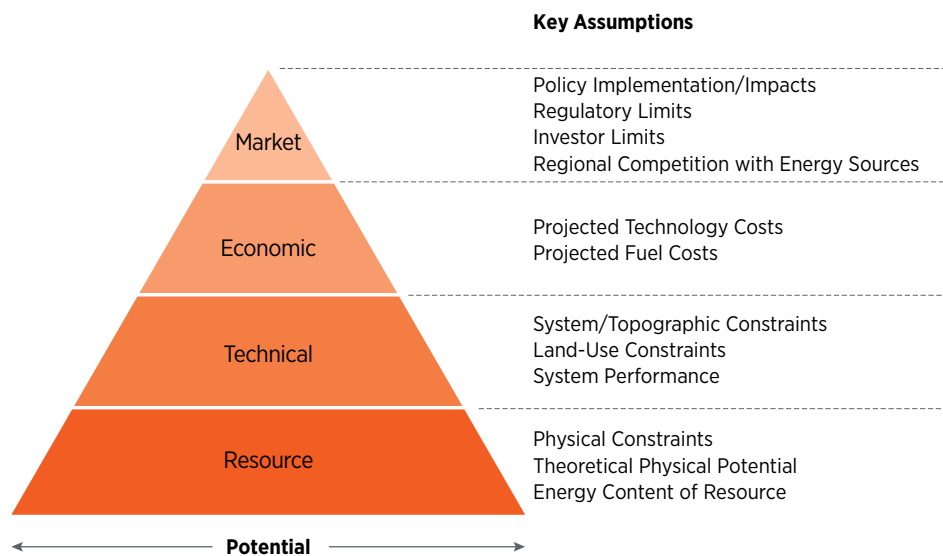 Key Assumptions
Market
Policy Implementation/Impacts
Regulatory Limits
Investor Limits
Regional Competition with Energy Sources
Economic
Projected Technology Costs
Projected Fuel Costs
Technical
System/Topographic Constraints
Land-Use Constraints
System Performance
Resource
Physical Constraints
Theoretical Physical Potential
Energy Content of Resource
Potential